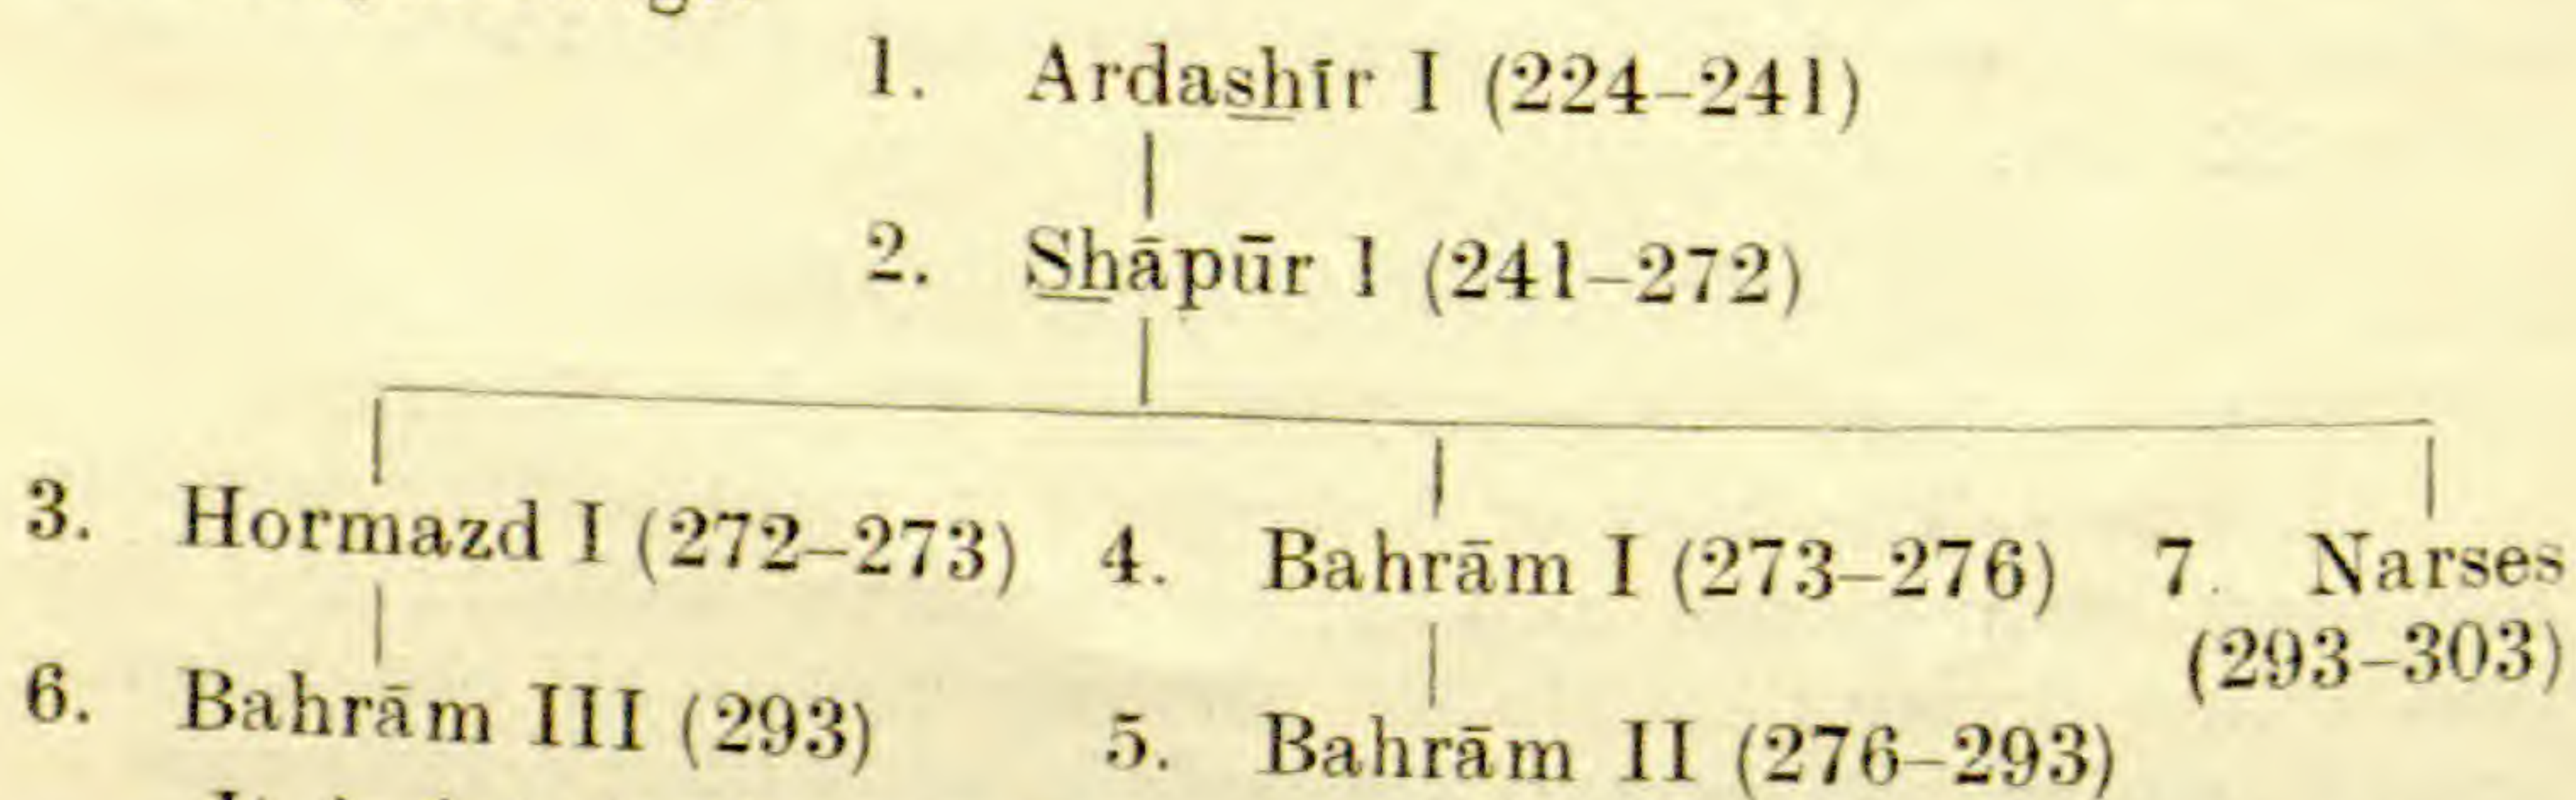 1. Ardashīr I (224–241)
2. Shāpūr I (241–272)
3. Hormazd I (272–273) 4. Bahrām I (273–276) 7. Narses
(293–303)
6. Bahrām III (293) 5. Bahrām II (276–293)